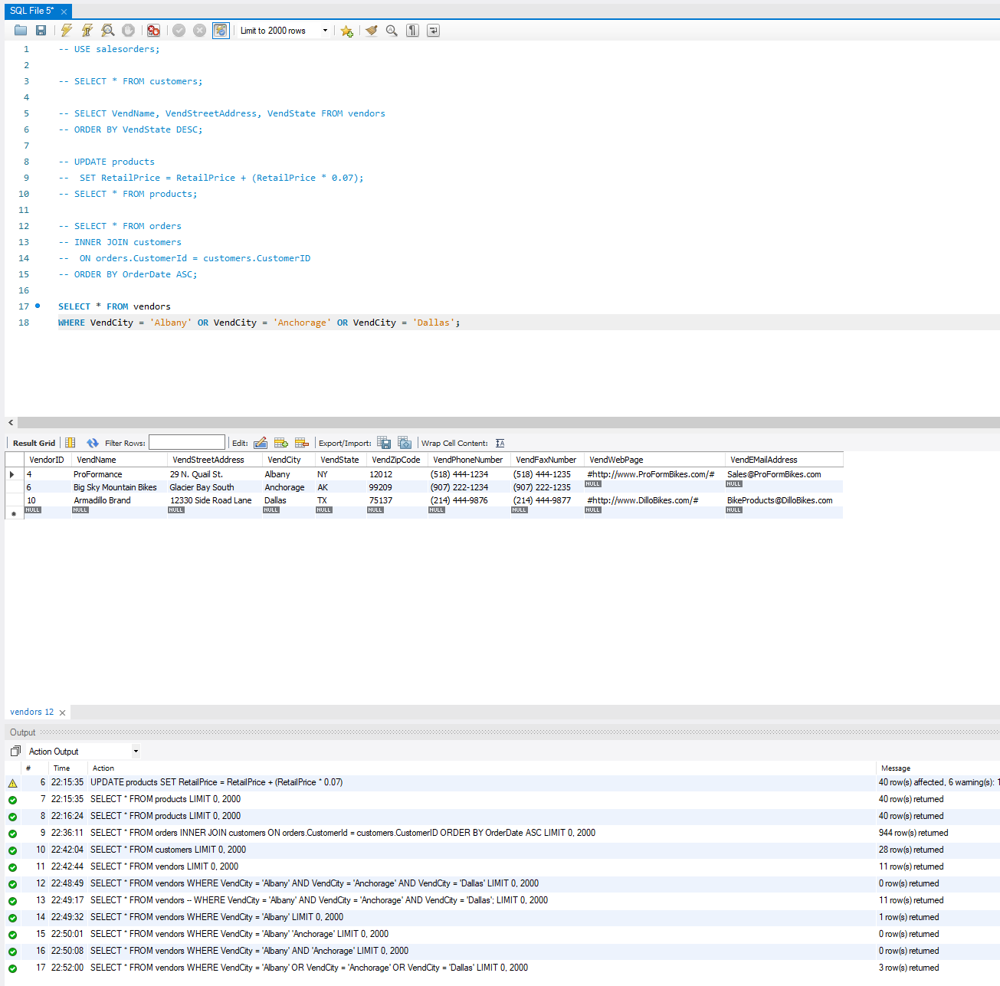 SQL File 5*
Limit to 2000 rows
1 -- USE salesorders;
2
3 -- SELECT * FROM customers;
4
5 -- SELECT VendName, VendStreetAddress, VendState FROM vendors
6 -- ORDER BY VendState DESC;
7
8 -- UPDATE products
9 --  SET RetailPrice = RetailPrice + (RetailPrice * 0.07);
10 -- SELECT * FROM products;
11
12 -- SELECT * FROM orders
13 -- INNER JOIN customers
14 --  ON orders.CustomerId = customers.CustomerID
15 -- ORDER BY OrderDate ASC;
16
17 SELECT * FROM vendors
18 WHERE VendCity = 'Albany' OR VendCity = 'Anchorage' OR VendCity = 'Dallas';
Result Grid Filter Rows: Edit: Export/Import: Wrap Cell Content: IA
VendorID VendName VendStreetAddress VendCity VendState VendZipCode VendPhoneNumber VendFaxNumber VendWebPage VendEMailAddress
4 ProFormance 29 N. Quail St. Albany NY 12012 (518) 444-1234 (518) 444-1235 #http://www.ProFormBikes.com/# Sales@ProFormBikes.com
6 Big Sky Mountain Bikes Glacier Bay South Anchorage AK 99209 (907) 222-1234 (907) 222-1235 NULL NULL
10 Armadillo Brand 12330 Side Road Lane Dallas TX 75137 (214) 444-9876 (214) 444-9877 #http://www.DilloBikes.com/# BikeProducts@DilloBikes.com
NULL NULL NULL NULL NULL NULL NULL NULL NULL NULL
vendors 12
Output
Action Output
# Time Action Message
6 22:15:35 UPDATE products SET RetailPrice = RetailPrice + (RetailPrice * 0.07) 40 row(s) affected, 6 warning(s): 1
7 22:15:35 SELECT * FROM products LIMIT 0, 2000 40 row(s) returned
8 22:16:24 SELECT * FROM products LIMIT 0, 2000 40 row(s) returned
9 22:36:11 SELECT * FROM orders INNER JOIN customers ON orders.CustomerId = customers.CustomerID ORDER BY OrderDate ASC LIMIT 0, 2000 944 row(s) returned
10 22:42:04 SELECT * FROM customers LIMIT 0, 2000 28 row(s) returned
11 22:42:44 SELECT * FROM vendors LIMIT 0, 2000 11 row(s) returned
12 22:48:49 SELECT * FROM vendors WHERE VendCity = 'Albany' AND VendCity = 'Anchorage' AND VendCity = 'Dallas' LIMIT 0, 2000 0 row(s) returned
13 22:49:17 SELECT * FROM vendors -- WHERE VendCity = 'Albany' AND VendCity = 'Anchorage' AND VendCity = 'Dallas'; LIMIT 0, 2000 11 row(s) returned
14 22:49:32 SELECT * FROM vendors WHERE VendCity = 'Albany' LIMIT 0, 2000 1 row(s) returned
15 22:50:01 SELECT * FROM vendors WHERE VendCity = 'Albany' 'Anchorage' LIMIT 0, 2000 0 row(s) returned
16 22:50:08 SELECT * FROM vendors WHERE VendCity = 'Albany' AND 'Anchorage' LIMIT 0, 2000 0 row(s) returned
17 22:52:00 SELECT * FROM vendors WHERE VendCity = 'Albany' OR VendCity = 'Anchorage' OR VendCity = 'Dallas' LIMIT 0, 2000 3 row(s) returned